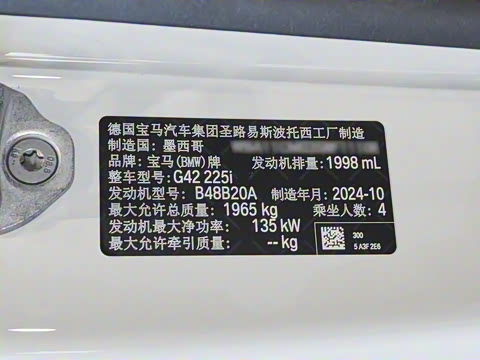 德国宝马汽车集团圣路易斯波托西工厂制造
制造国：墨西哥
品牌：宝马(BMW)牌 发动机排量：1998 mL
整车型号：G42 225i
发动机型号：B48B20A 制造年月：2024-10
最大允许总质量：1965 kg 乘坐人数：4
发动机最大净功率：135 kW
最大允许牵引质量：-- kg
300
5 A3F 2E6